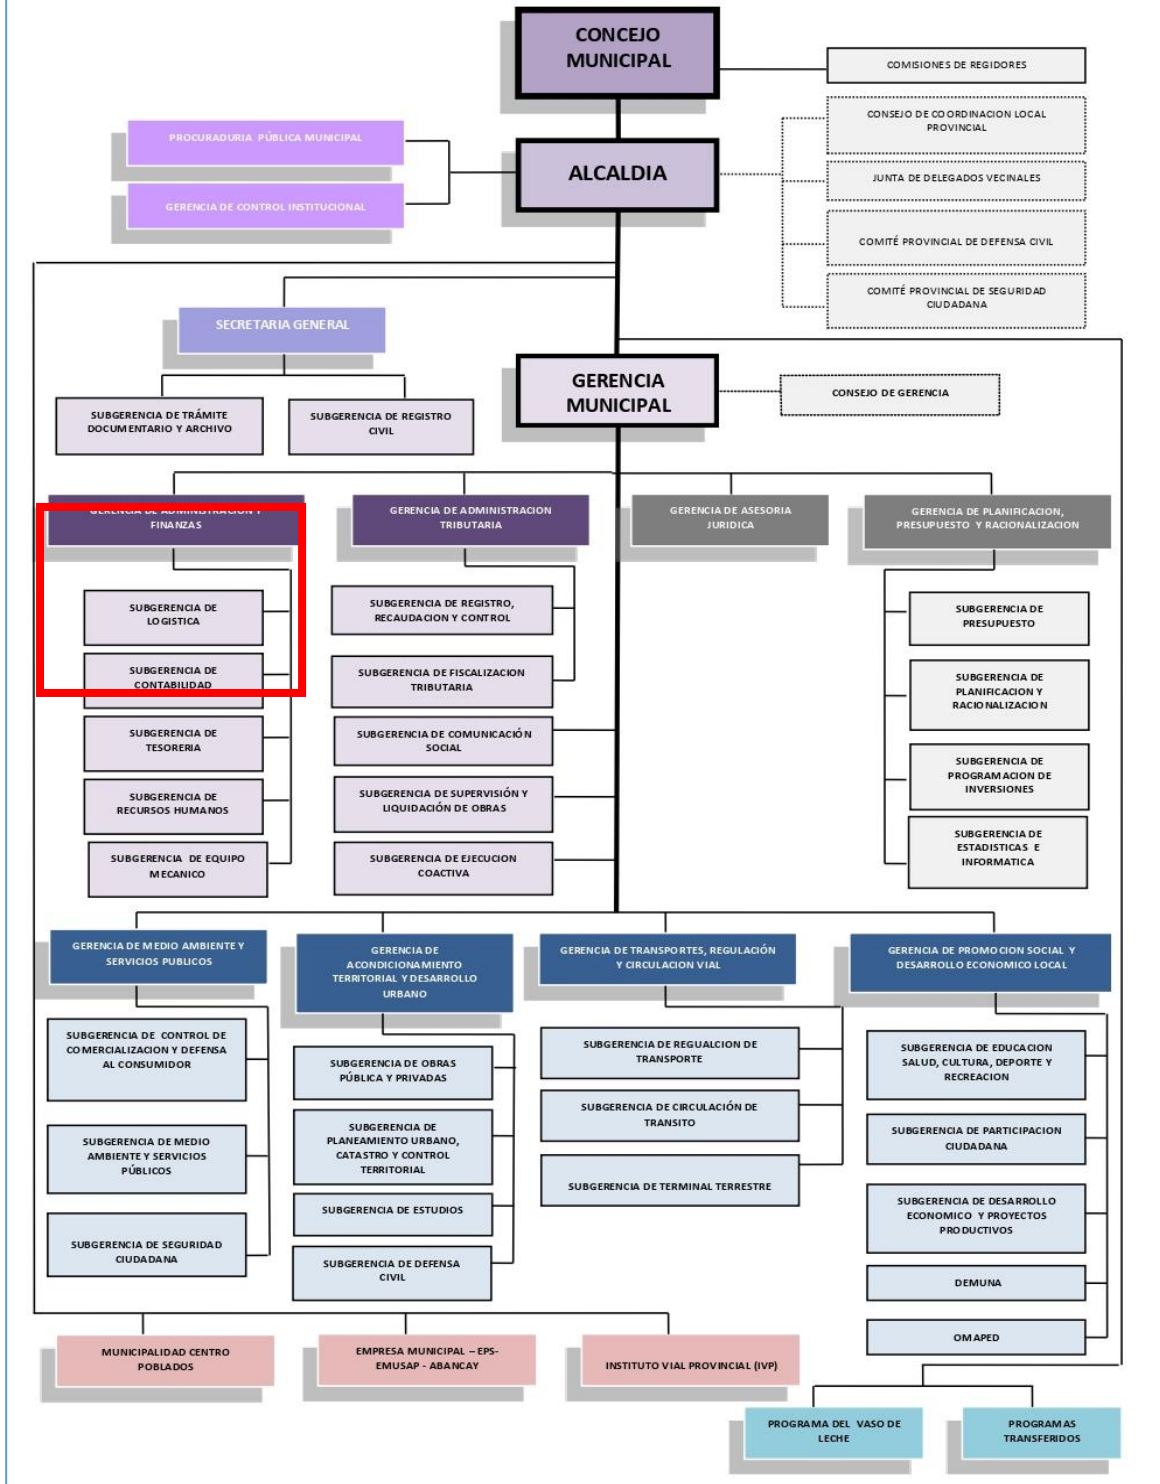 CONCEJO
MUNICIPAL
COMISIONES DE REGIDORES
CONSEJO DE COORDINACION LOCAL
PROVINCIAL
PROCURADURIA PÚBLICA MUNICIPAL
ALCALDIA
JUNTA DE DELEGADOS VECINALES
GERENCIA DE CONTROL INSTITUCIONAL
COMITÉ PROVINCIAL DE DEFENSA CIVIL
COMITÉ PROVINCIAL DE SEGURIDAD
CIUDADANA
SECRETARIA GENERAL
GERENCIA
MUNICIPAL
CONSEJO DE GERENCIA
SUBGERENCIA DE TRÁMITE
DOCUMENTARIO Y ARCHIVO
SUBGERENCIA DE REGISTRO
CIVIL
GERENCIA DE ADMINISTRACION Y
FINANZAS
GERENCIA DE ADMINISTRACION
TRIBUTARIA
GERENCIA DE ASESORIA
JURIDICA
GERENCIA DE PLANIFICACION,
PRESUPUESTO Y RACIONALIZACION
SUBGERENCIA DE
LOGISTICA
SUBGERENCIA DE
CONTABILIDAD
SUBGERENCIA DE
TESORERIA
SUBGERENCIA DE
RECURSOS HUMANOS
SUBGERENCIA DE EQUIPO
MECANICO
SUBGERENCIA DE REGISTRO,
RECAUDACION Y CONTROL
SUBGERENCIA DE FISCALIZACION
TRIBUTARIA
SUBGERENCIA DE COMUNICACIÓN
SOCIAL
SUBGERENCIA DE SUPERVISIÓN Y
LIQUIDACIÓN DE OBRAS
SUBGERENCIA DE EJECUCION
COACTIVA
SUBGERENCIA DE
PRESUPUESTO
SUBGERENCIA DE
PLANIFICACION Y
RACIONALIZACION
SUBGERENCIA DE
PROGRAMACION DE
INVERSIONES
SUBGERENCIA DE
ESTADISTICAS E
INFORMATICA
GERENCIA DE MEDIO AMBIENTE Y
SERVICIOS PUBLICOS
GERENCIA DE
ACONDICIONAMIENTO
TERRITORIAL Y DESARROLLO
URBANO
GERENCIA DE TRANSPORTES, REGULACIÓN
Y CIRCULACION VIAL
GERENCIA DE PROMOCION SOCIAL Y
DESARROLLO ECONOMICO LOCAL
SUBGERENCIA DE CONTROL DE
COMERCIALIZACION Y DEFENSA
AL CONSUMIDOR
SUBGERENCIA DE MEDIO
AMBIENTE Y SERVICIOS
PÚBLICOS
SUBGERENCIA DE SEGURIDAD
CIUDADANA
SUBGERENCIA DE OBRAS
PÚBLICA Y PRIVADAS
SUBGERENCIA DE
PLANEAMIENTO URBANO,
CATASTRO Y CONTROL
TERRITORIAL
SUBGERENCIA DE ESTUDIOS
SUBGERENCIA DE DEFENSA
CIVIL
SUBGERENCIA DE REGUALCION DE
TRANSPORTE
SUBGERENCIA DE CIRCULACIÓN DE
TRANSITO
SUBGERENCIA DE TERMINAL TERRESTRE
SUBGERENCIA DE EDUCACION
SALUD, CULTURA, DEPORTE Y
RECREACION
SUBGERENCIA DE PARTICIPACION
CIUDADANA
SUBGERENCIA DE DESARROLLO
ECONOMICO Y PROYECTOS
PRODUCTIVOS
DEMUNA
OMAPED
MUNICIPALIDAD CENTRO
POBLADOS
EMPRESA MUNICIPAL – EPS-
EMUSAP - ABANCAY
INSTITUTO VIAL PROVINCIAL (IVP)
PROGRAMA DEL VASO DE
LECHE
PROGRAMAS
TRANSFERIDOS